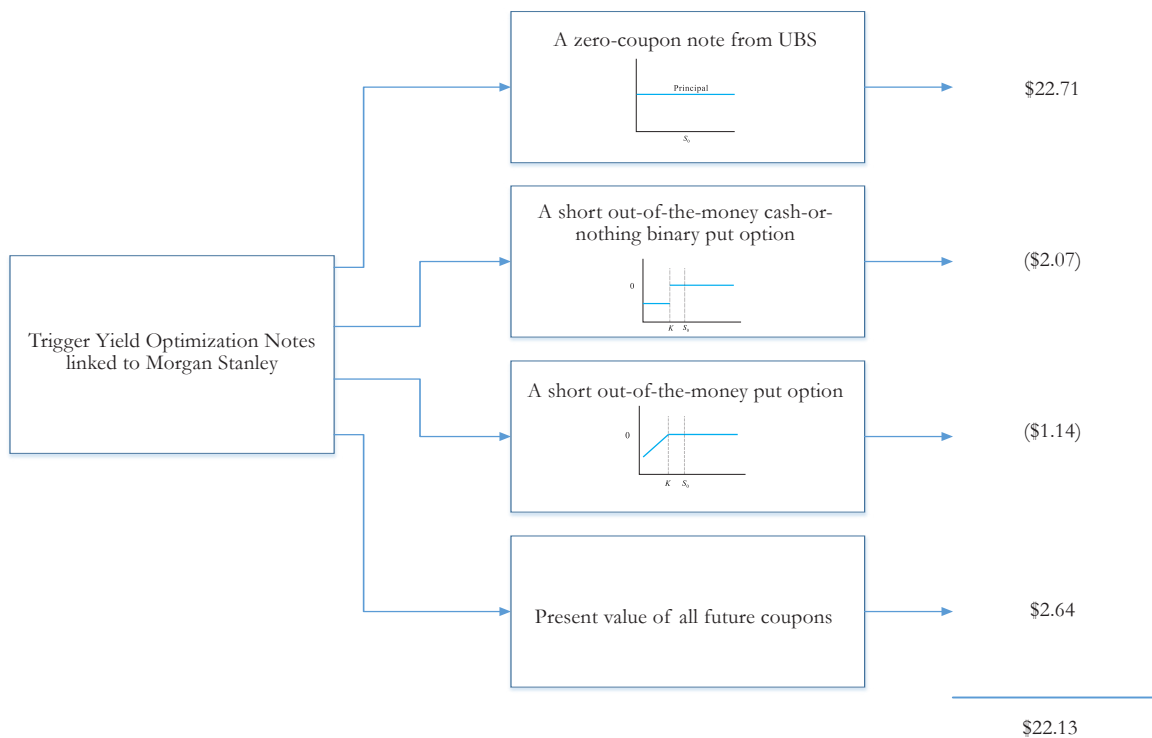 A zero-coupon note from UBS
Principal
S0
$22.71
A short out-of-the-money cash-or-
nothing binary put option
0
K S0
($2.07)
Trigger Yield Optimization Notes
linked to Morgan Stanley
A short out-of-the-money put option
0
K S0
($1.14)
Present value of all future coupons
$2.64
$22.13